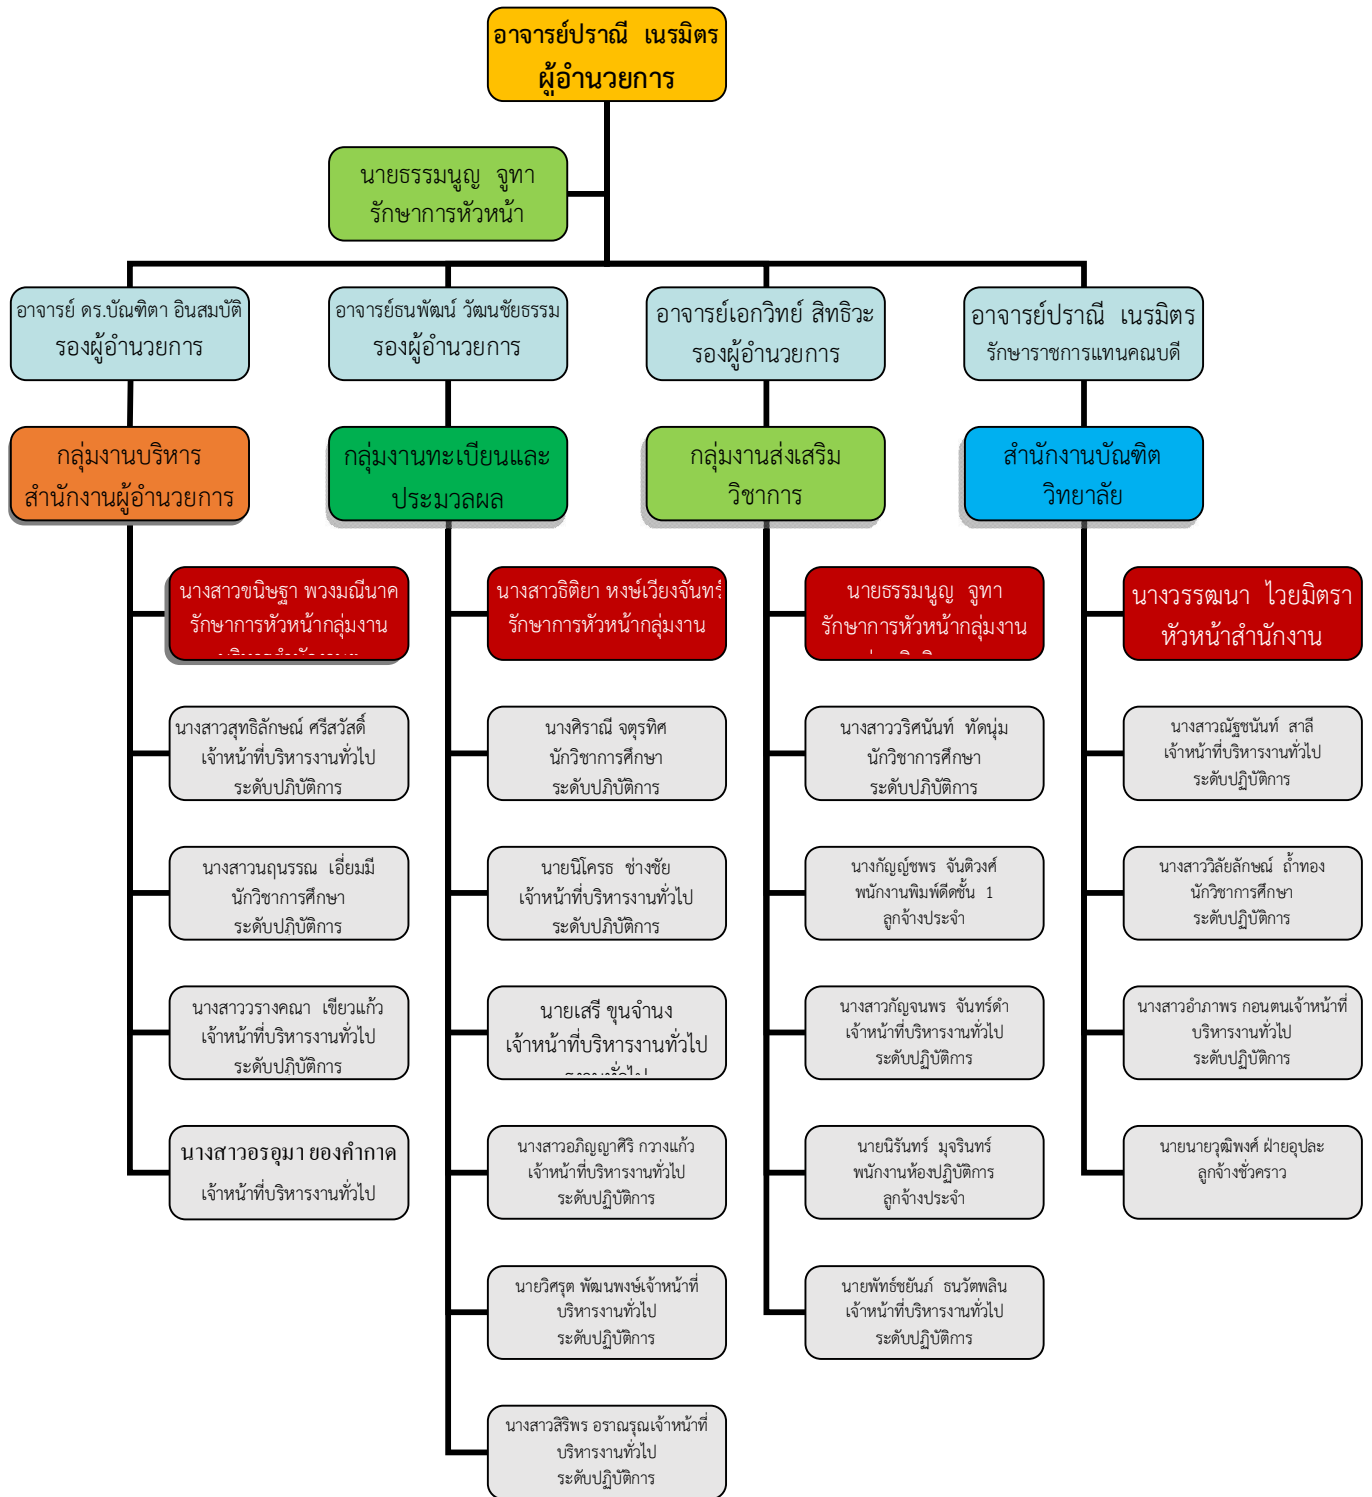 อาจารย์ปราณี เนรมิตร
ผู้อำนวยการ
นายธรรมนูญ จูทา
รักษาการหัวหน้า
อาจารย์ ดร.บัณฑิตา อินสมบัติ
รองผู้อำนวยการ
อาจารย์ธนพัฒน์ วัฒนชัยธรรม
รองผู้อำนวยการ
อาจารย์เอกวิทย์ สิทธิวะ
รองผู้อำนวยการ
อาจารย์ปราณี เนรมิตร
รักษาราชการแทนคณบดี
กลุ่มงานบริหาร
สำนักงานผู้อำนวยการ
กลุ่มงานทะเบียนและ
ประมวลผล
กลุ่มงานส่งเสริม
วิชาการ
สำนักงานบัณฑิต
วิทยาลัย
นางสาวขนิษฐา พวงมณีนาค
รักษาการหัวหน้ากลุ่มงาน
นางสาวธิติยา หงษ์เวียงจันทร์
รักษาการหัวหน้ากลุ่มงาน
นายธรรมนูญ จูทา
รักษาการหัวหน้ากลุ่มงาน
นางวรรฒนา ไวยมิตรา
หัวหน้าสำนักงาน
นางสาวสุทธิลักษณ์ ศรีสวัสดิ์
เจ้าหน้าที่บริหารงานทั่วไป
ระดับปฏิบัติการ
นางศิราณี จตุรทิศ
นักวิชาการศึกษา
ระดับปฏิบัติการ
นางสาววริศนันท์ ทัดนุ่ม
นักวิชาการศึกษา
ระดับปฏิบัติการ
นางสาวณัฐชนันท์ สาลี
เจ้าหน้าที่บริหารงานทั่วไป
ระดับปฏิบัติการ
นางสาวนฤนรรณ เอี่ยมมี
นักวิชาการศึกษา
ระดับปฏิบัติการ
นายนิโครธ ช่างชัย
เจ้าหน้าที่บริหารงานทั่วไป
ระดับปฏิบัติการ
นางกัญญ์ชพร จันติวงศ์
พนักงานพิมพ์ดีดชั้น 1
ลูกจ้างประจำ
นางสาววิลัยลักษณ์ ถ้ำทอง
นักวิชาการศึกษา
ระดับปฏิบัติการ
นางสาววรางคณา เขียวแก้ว
เจ้าหน้าที่บริหารงานทั่วไป
ระดับปฏิบัติการ
นายเสรี ขุนจำนง
เจ้าหน้าที่บริหารงานทั่วไป
นางสาวกัญจนพร จันทร์ดำ
เจ้าหน้าที่บริหารงานทั่วไป
ระดับปฏิบัติการ
นางสาวอำภาพร กอนตนเจ้าหน้าที่
บริหารงานทั่วไป
ระดับปฏิบัติการ
นางสาวอรอุมา ยองคำกาด
เจ้าหน้าที่บริหารงานทั่วไป
นางสาวอภิญญาศิริ กวางแก้ว
เจ้าหน้าที่บริหารงานทั่วไป
ระดับปฏิบัติการ
นายนิรันทร์ มุจรินทร์
พนักงานห้องปฏิบัติการ
ลูกจ้างประจำ
นายนายวุฒิพงศ์ ฝ่ายอุปละ
ลูกจ้างชั่วคราว
นายวิศรุต พัฒนพงษ์เจ้าหน้าที่
บริหารงานทั่วไป
ระดับปฏิบัติการ
นายพัทธ์ชยันภ์ ธนวัตพลิน
เจ้าหน้าที่บริหารงานทั่วไป
ระดับปฏิบัติการ
นางสาวสิริพร อราณรุณเจ้าหน้าที่
บริหารงานทั่วไป
ระดับปฏิบัติการ